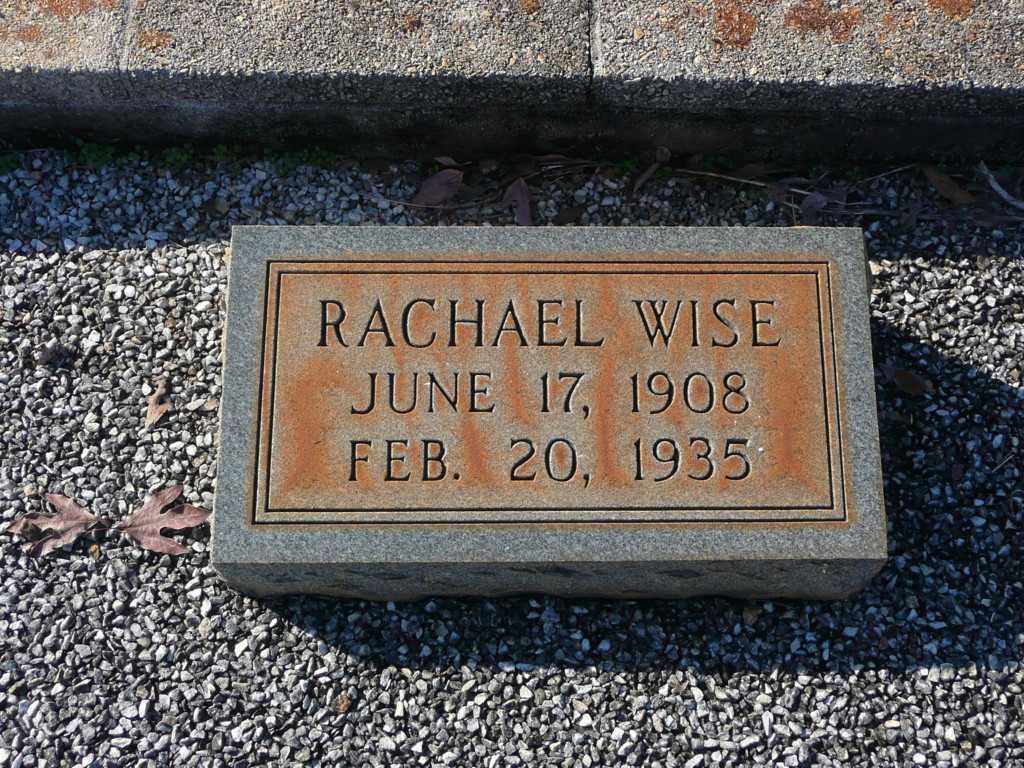 RACHAEL WISE
JUNE 17, 1908
FEB. 20, 1935